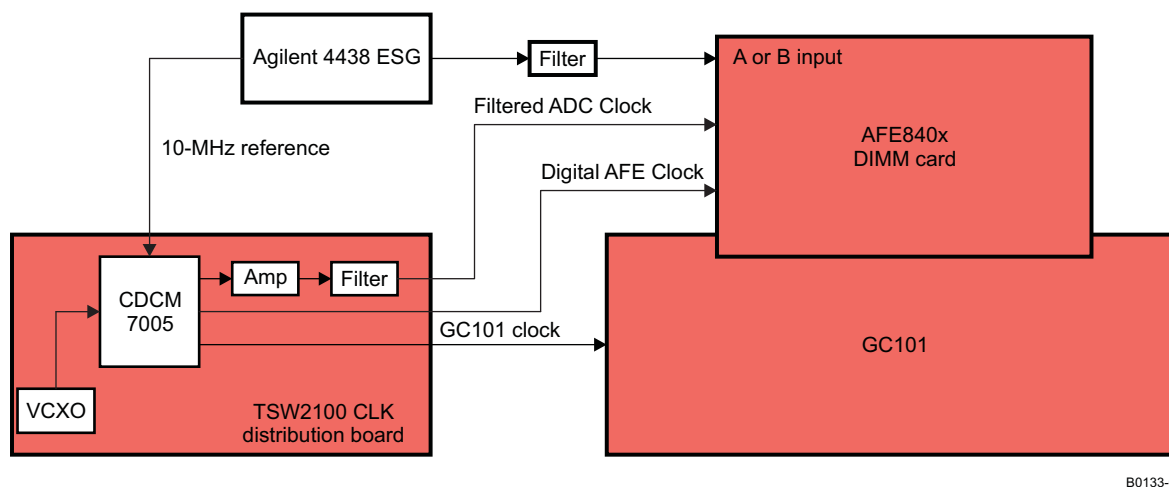 Agilent 4438 ESG
Filter
A or B input
Filtered ADC Clock
AFE840x
DIMM card
10-MHz reference
Digital AFE Clock
Amp
Filter
CDCM
7005
GC101 clock
GC101
VCXO
TSW2100 CLK
distribution board
B0133-